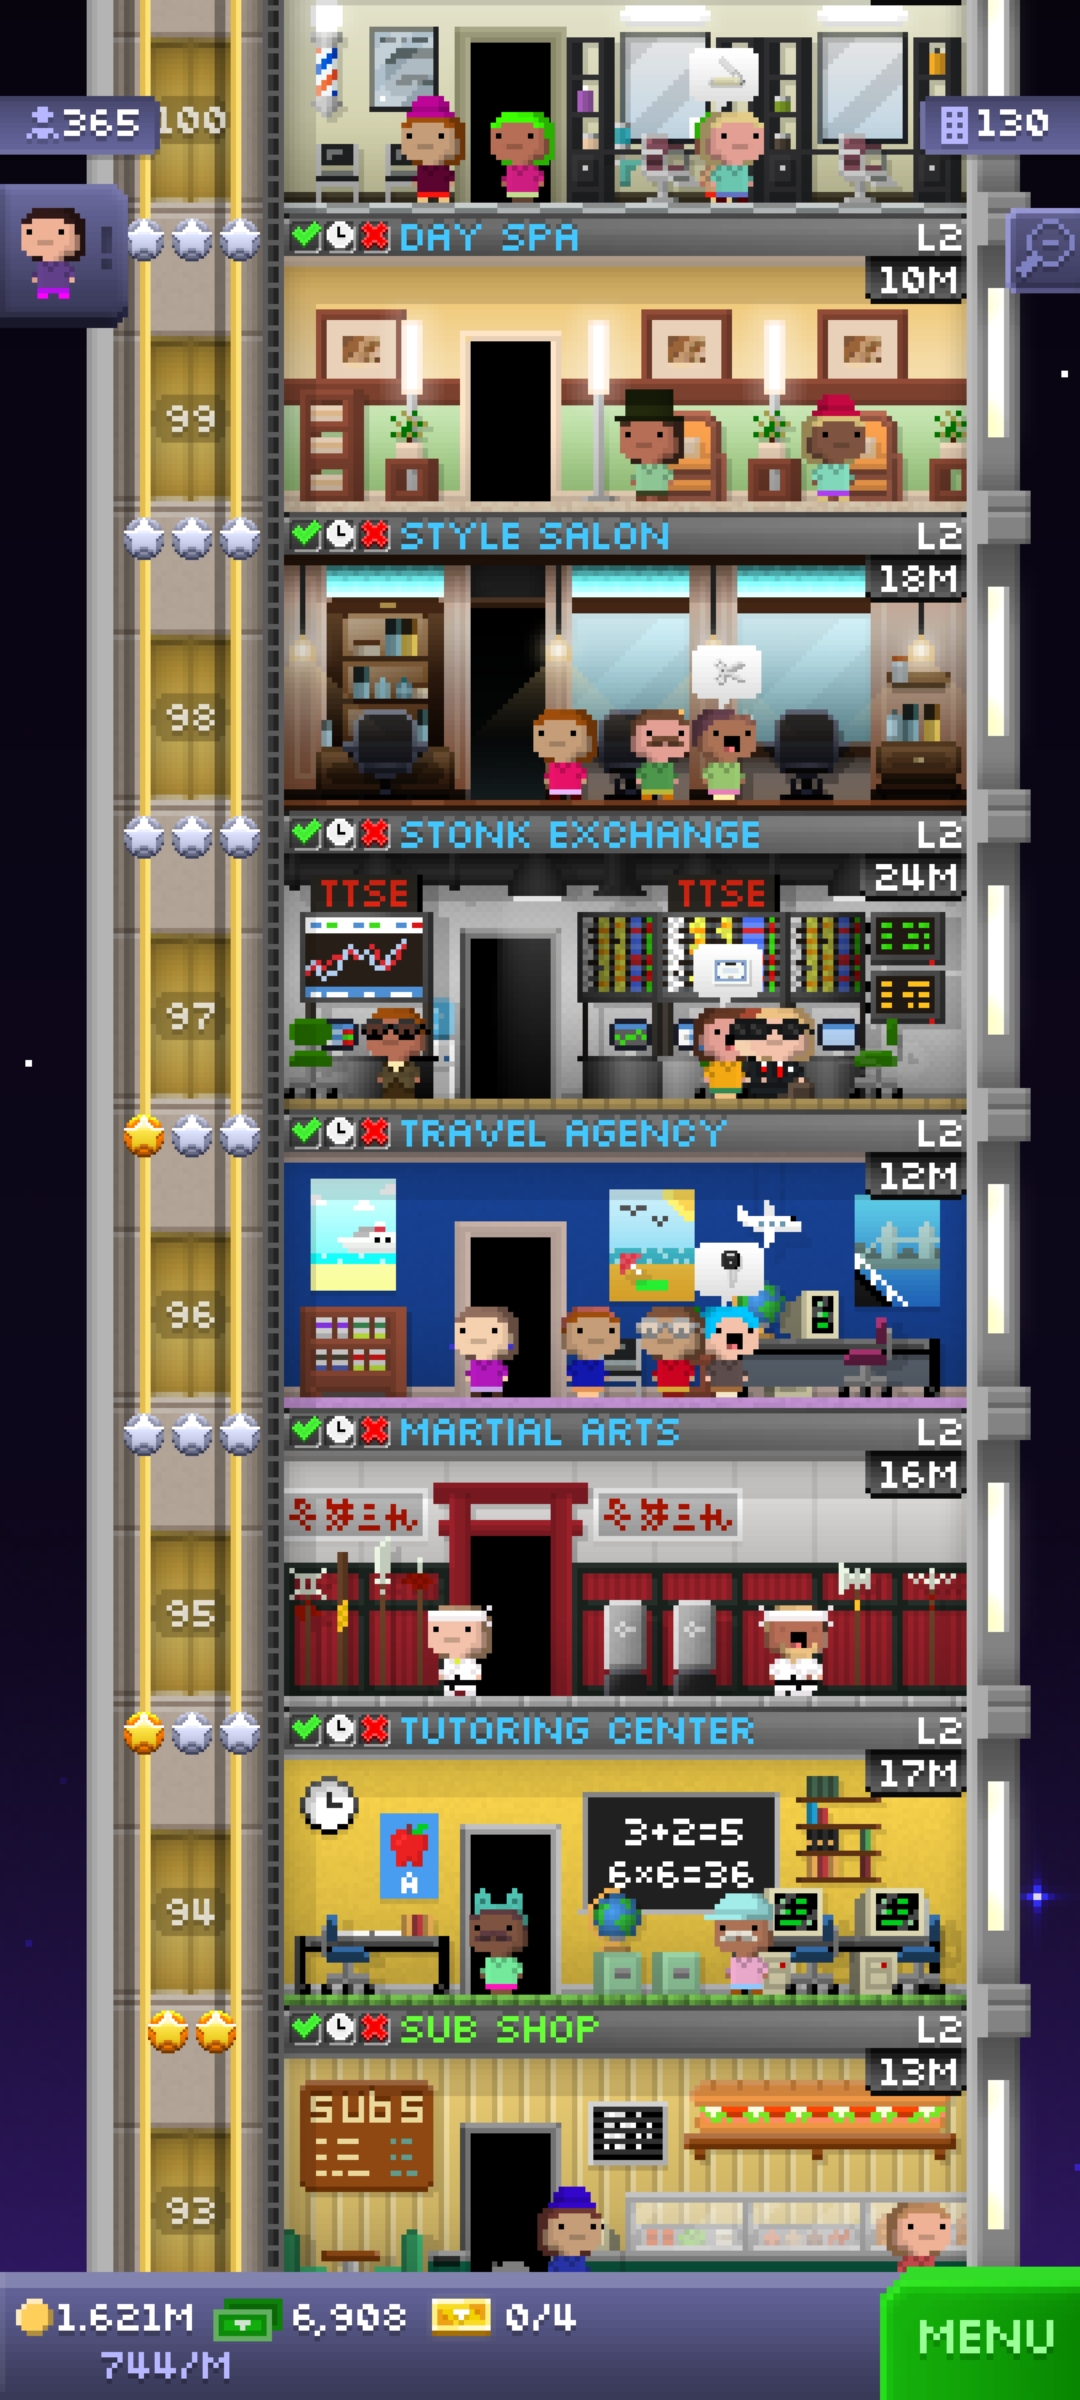 365
100
130
DAY SPA L2
10M
99
STYLE SALON L2
18M
98
STONK EXCHANGE L2
24M
TTSE TTSE
97
TRAVEL AGENCY L2
12M
96
MARTIAL ARTS L2
16M
95
TUTORING CENTER L2
17M
3+2=5
6x6=36
A
94
SUB SHOP L2
13M
subs
93
1.621M 6,908 0/4
744/M
MENU